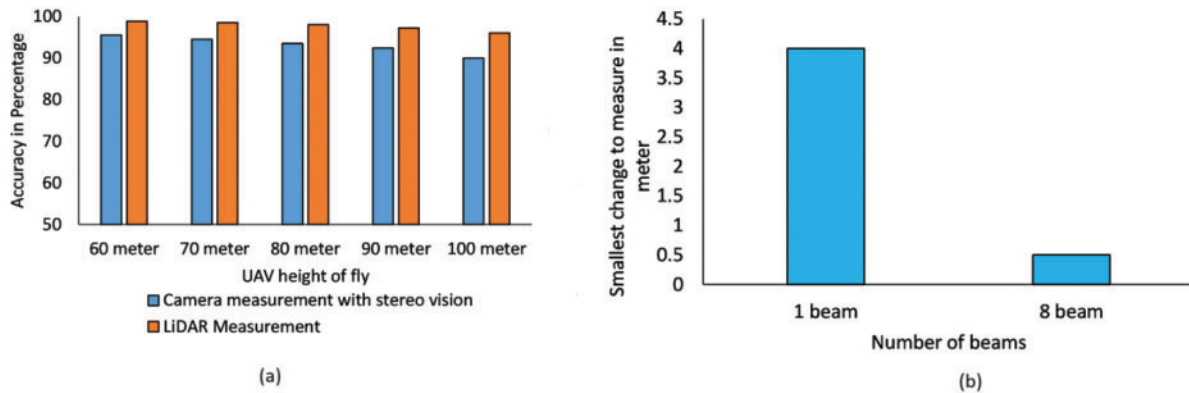 100
90
80
70
60
50
Accuracy in Percentage
60 meter 70 meter 80 meter 90 meter 100 meter
UAV height of fly
Camera measurement with stereo vision
LiDAR Measurement
(a)
4.5
4
3.5
3
2.5
2
1.5
1
0.5
0
Smallest change to measure in
meter
1 beam 8 beam
Number of beams
(b)